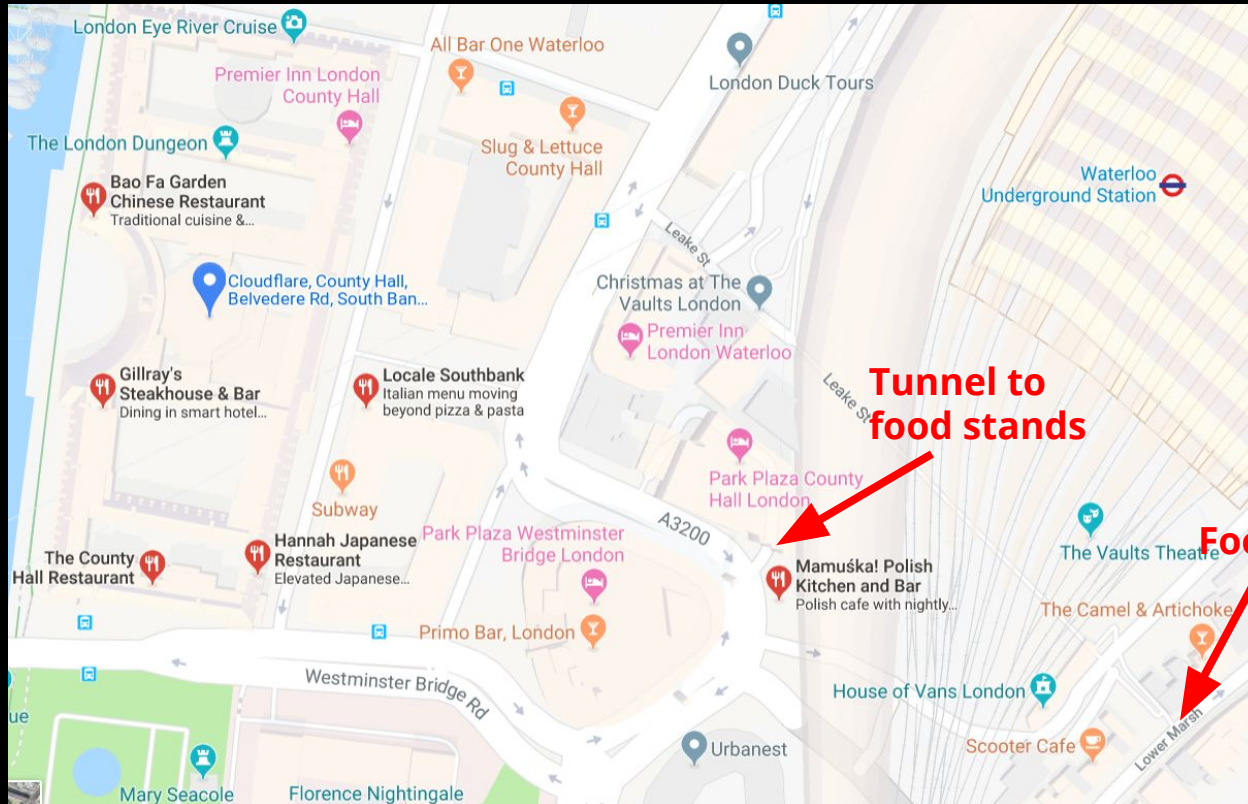 London Eye River Cruise
All Bar One Waterloo
Premier Inn London
County Hall
London Duck Tours
The London Dungeon
Slug & Lettuce
County Hall
Bao Fa Garden
Chinese Restaurant
Traditional cuisine &...
Waterloo
Underground Station
Leake St
Cloudflare, County Hall,
Belvedere Rd, South Ban...
Christmas at The
Vaults London
Premier Inn
London Waterloo
Gillray's
Steakhouse & Bar
Dining in smart hotel...
Locale Southbank
Italian menu moving
beyond pizza & pasta
Leake St
Tunnel to
food stands
Park Plaza County
Hall London
Subway
A3200
Park Plaza Westminster
Bridge London
Hannah Japanese
Restaurant
Elevated Japanese...
The County
Hall Restaurant
The Vaults Theatre
Foo
Mamuśka! Polish
Kitchen and Bar
Polish cafe with nightly...
The Camel & Artichoke
Primo Bar, London
Westminster Bridge Rd
House of Vans London
Lower Marsh
Scooter Cafe
Urbanest
ue
Mary Seacole
Florence Nightingale